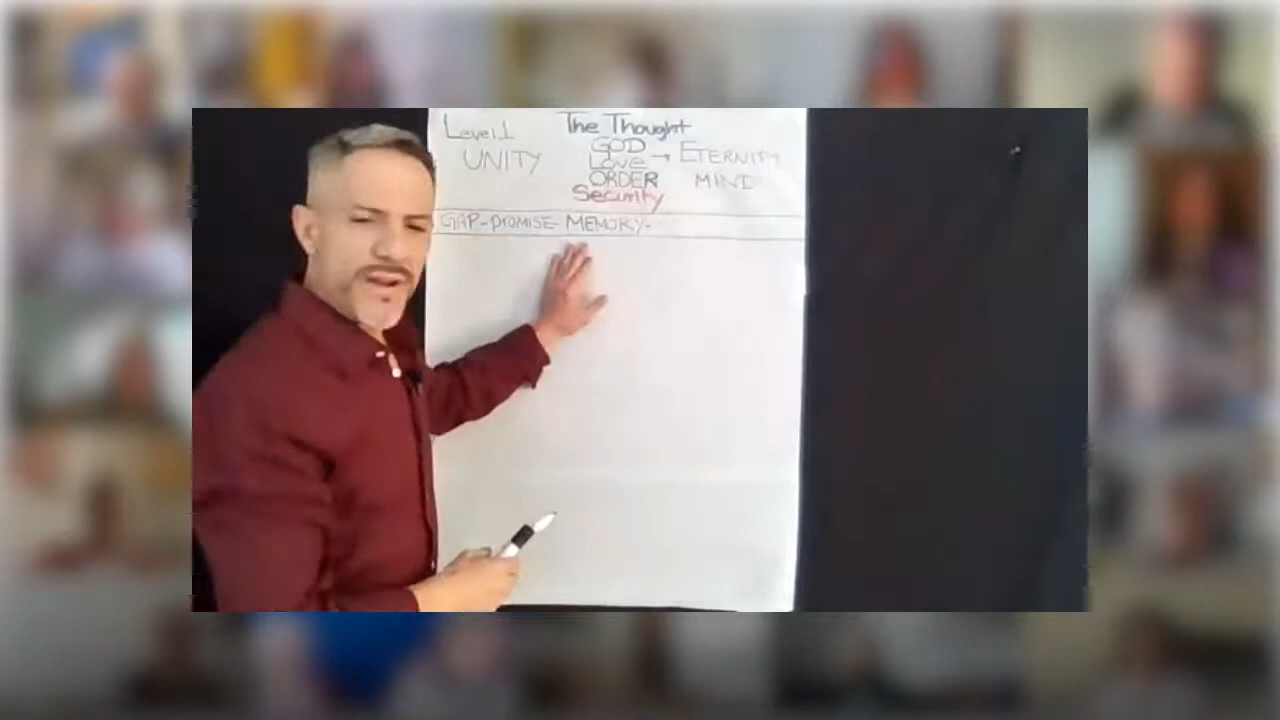 Level 1 The Thought
GOD
UNITY Love → ETERNITY
ORDER MIND
Security
GAP-PROMISE-MEMORY-